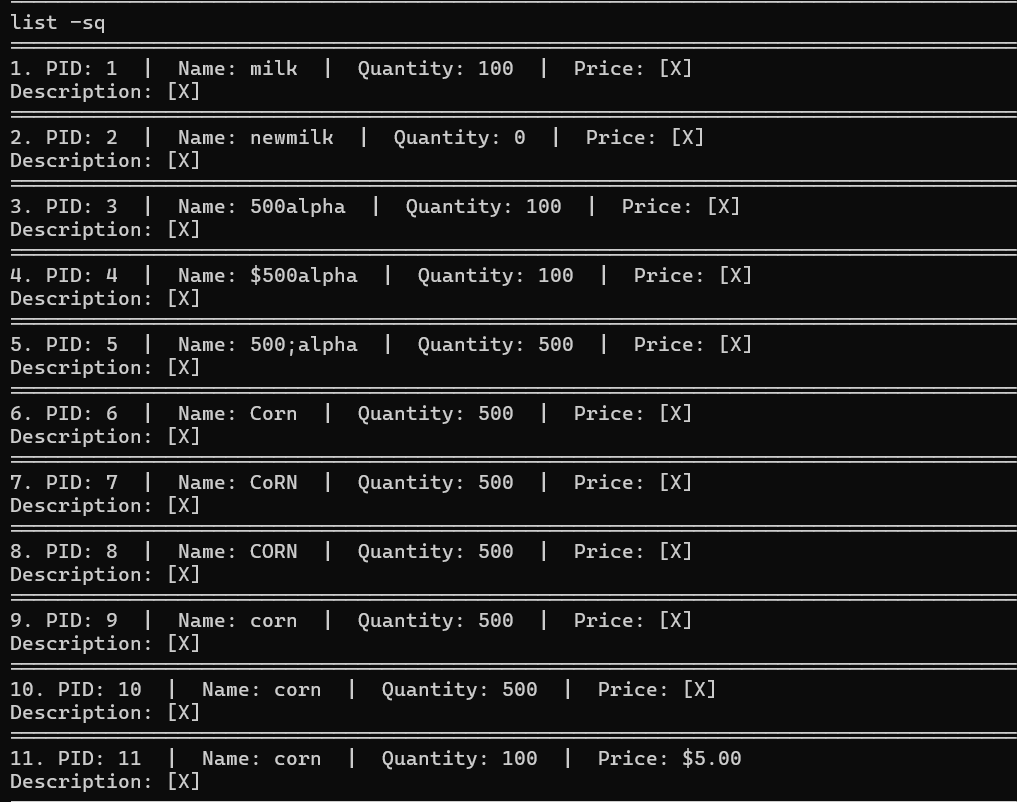 list -sq
1. PID: 1 | Name: milk | Quantity: 100 | Price: [X]
Description: [X]
2. PID: 2 | Name: newmilk | Quantity: 0 | Price: [X]
Description: [X]
3. PID: 3 | Name: 500alpha | Quantity: 100 | Price: [X]
Description: [X]
4. PID: 4 | Name: $500alpha | Quantity: 100 | Price: [X]
Description: [X]
5. PID: 5 | Name: 500;alpha | Quantity: 500 | Price: [X]
Description: [X]
6. PID: 6 | Name: Corn | Quantity: 500 | Price: [X]
Description: [X]
7. PID: 7 | Name: CoRN | Quantity: 500 | Price: [X]
Description: [X]
8. PID: 8 | Name: CORN | Quantity: 500 | Price: [X]
Description: [X]
9. PID: 9 | Name: corn | Quantity: 500 | Price: [X]
Description: [X]
10. PID: 10 | Name: corn | Quantity: 500 | Price: [X]
Description: [X]
11. PID: 11 | Name: corn | Quantity: 100 | Price: $5.00
Description: [X]